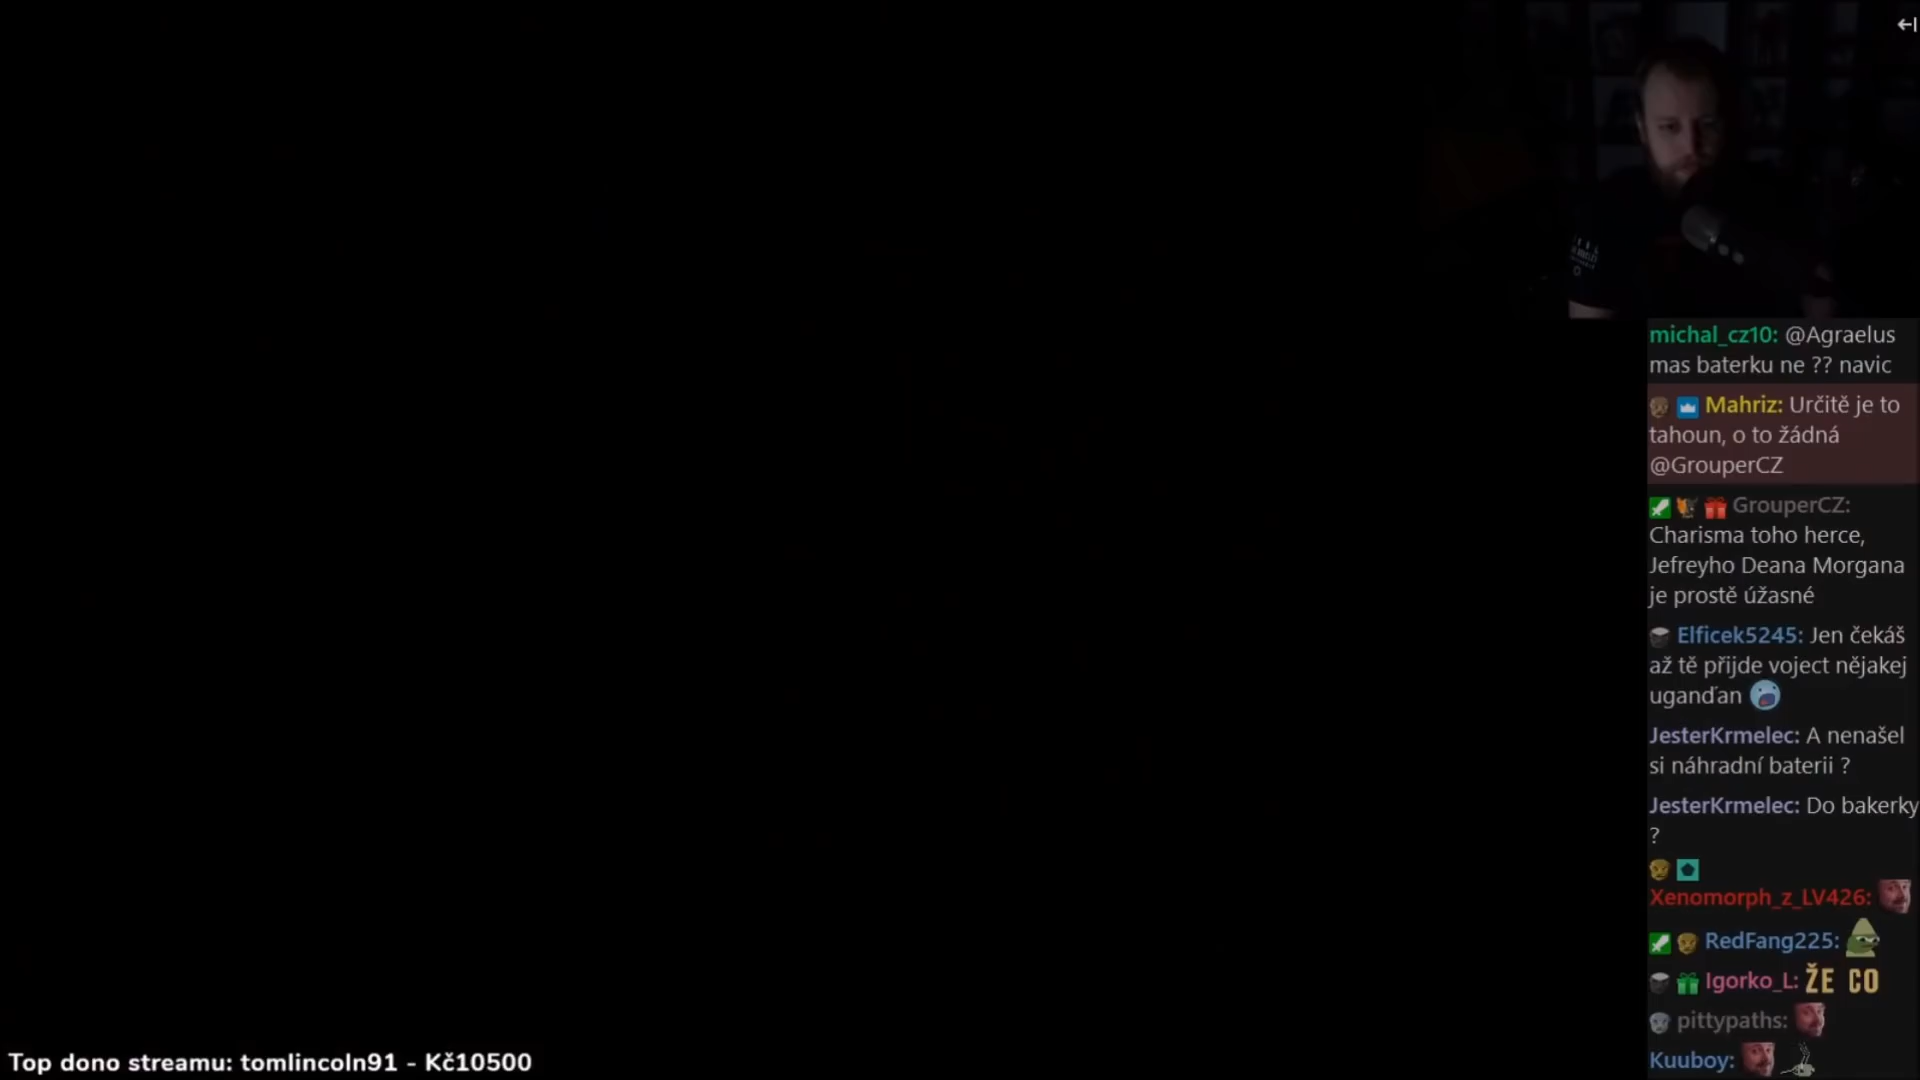 michal_cz10: @Agraelus
mas baterku ne ?? navic
Mahriz: Určitě je to
tahoun, o to žádná
@GrouperCZ
GrouperCZ:
Charisma toho herce,
Jefreyho Deana Morgana
je prostě úžasné
Elficek5245: Jen čekáš
až tě přijde voject nějakej
uganďan
JesterKrmelec: A nenašel
si náhradní baterii ?
JesterKrmelec: Do bakerky
?
Xenomorph_z_LV426:
RedFang225:
Igorko_L: ŽE CO
pittypaths:
Kuuboy:
Top dono streamu: tomlincoln91 - Kč10500